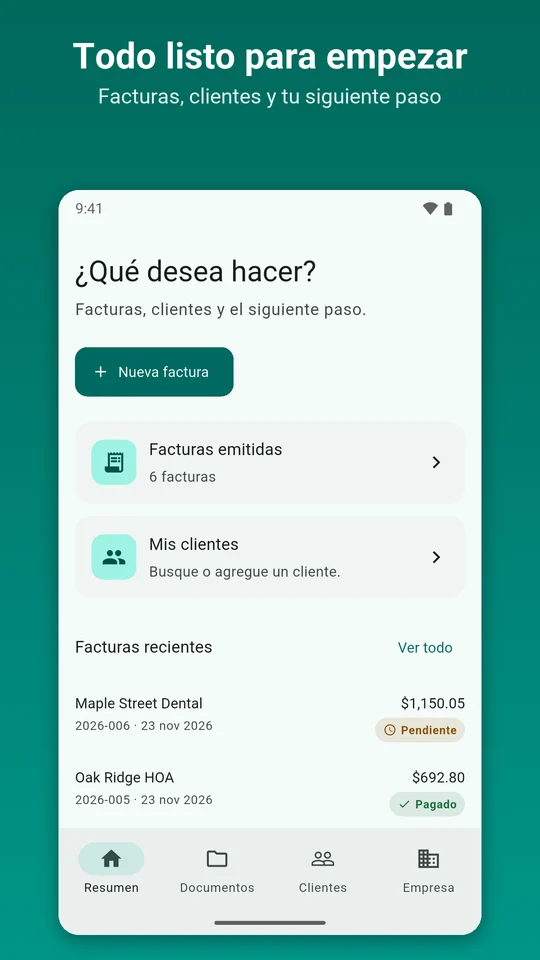 Todo listo para empezar
Facturas, clientes y tu siguiente paso
9:41
¿Qué desea hacer?
Facturas, clientes y el siguiente paso.
+ Nueva factura
Facturas emitidas
6 facturas
Mis clientes
Busque o agregue un cliente.
Facturas recientes Ver todo
Maple Street Dental $1,150.05
2026-006 · 23 nov 2026 Pendiente
Oak Ridge HOA $692.80
2026-005 · 23 nov 2026 Pagado
Resumen Documentos Clientes Empresa